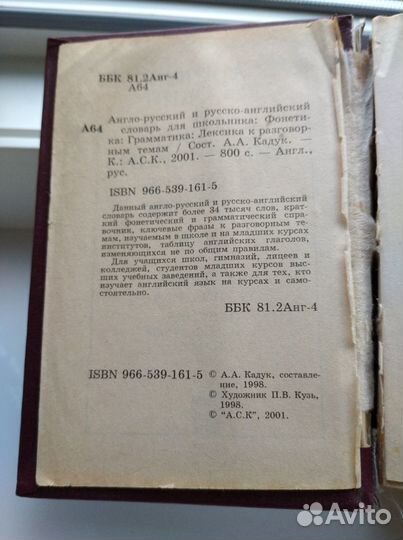 ББК 81.2Анг-4
А64
Англо-русский и русско-английский
А64 словарь для школьника: Фонети-
ка: Грамматика: Лексика к разговор-
ным темам / Сост. А.А. Кадук. —
К.: А.С.К., 2001. — 800 с. — Англ.,
рус.
ISBN 966-539-161-5
Данный англо-русский и русско-английский
словарь содержит более 34 тысяч слов, крат-
кий фонетический и грамматический спра-
вочник, ключевые фразы к разговорным те-
мам, изучаемым в школе и на младших курсах
институтов, таблицу английских глаголов,
изменяющихся не по общим правилам.
Для учащихся школ, гимназий, лицеев и
колледжей, студентов младших курсов выс-
ших учебных заведений, а также для тех, кто
изучает английский язык на курсах и само-
стоятельно.
ББК 81.2Анг-4
ISBN 966-539-161-5
© А.А. Кадук, составле-
ние, 1998.
© Художник П.В. Кузь,
1998.
© "А.С.К", 2001.
Avito